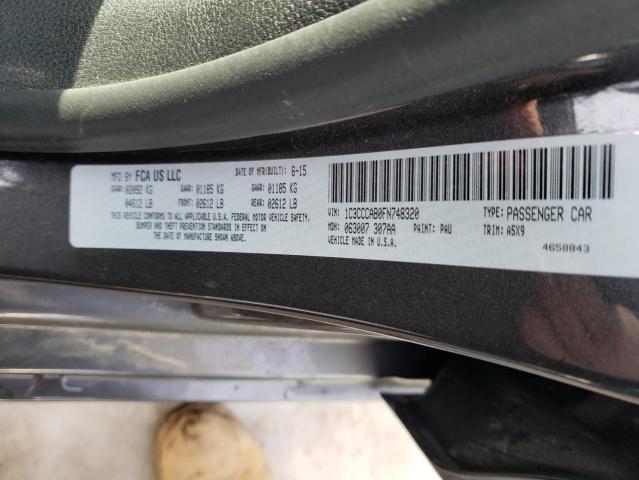 MFD BY FCA US LLC DATE OF MFR(BUILT): 6-15
GVWR: 02092 KG GAWR: 01185 KG GAWR: 01185 KG
04612 LB FRONT: 02612 LB REAR: 02612 LB
THIS VEHICLE CONFORMS TO ALL APPLICABLE U.S.FEDERAL MOTOR VEHICLE SAFETY,
BUMPER AND THEFT PREVENTION STANDARDS IN EFFECT ON
THE DATE OF MANUFACTURE SHOWN ABOVE.
VIN: 1C3CCCAB0FN748320 TYPE: PASSENGER CAR
MDH: 063007 307AA PAINT: PAU TRIM: A5X9
VEHICLE MADE IN U.S.A. 4658843